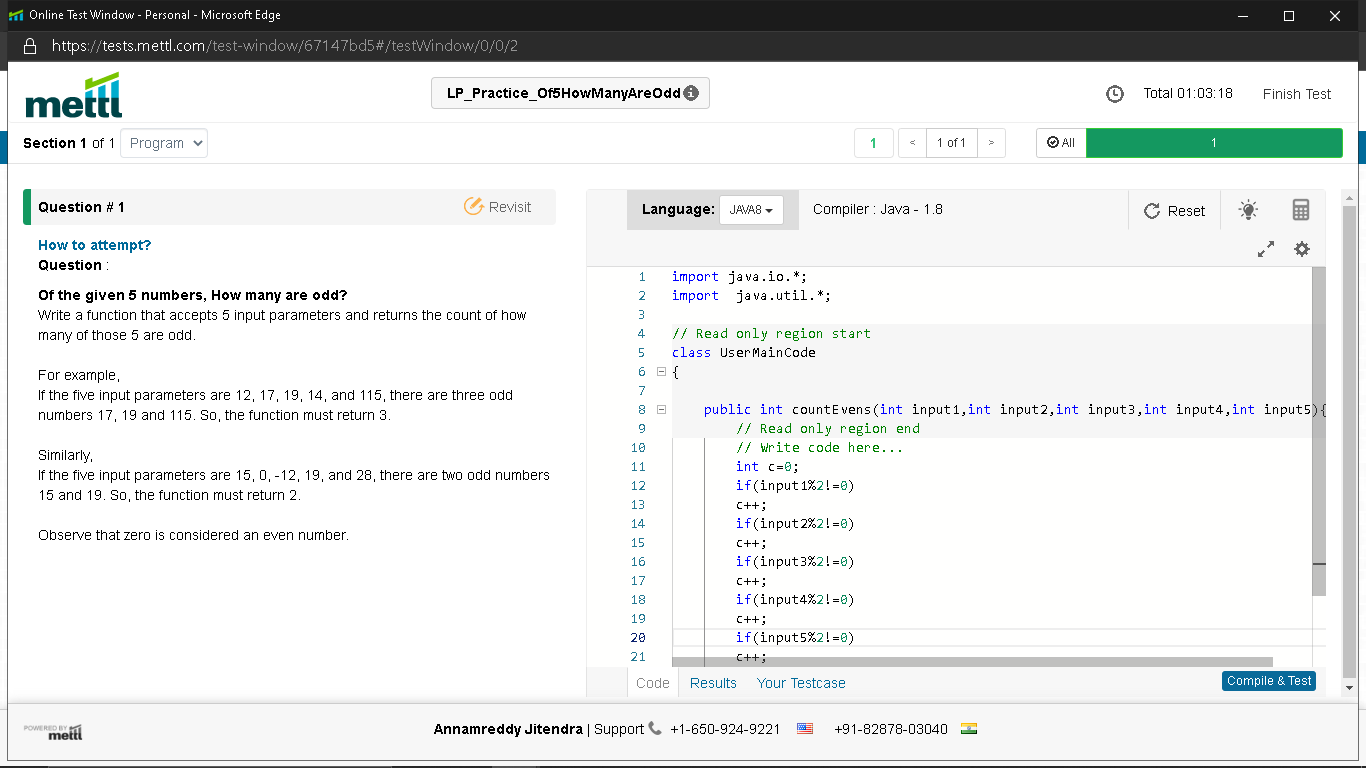 Online Test Window - Personal - Microsoft Edge
https://tests.mettl.com/test-window/67147bd5#/testWindow/0/0/2
mettl
LP_Practice_Of5HowManyAreOdd
Total 01:03:18
Finish Test
Section 1 of 1 Program
1 < 1 of 1 >
All 1
Question # 1
Revisit
How to attempt?
Question :
Of the given 5 numbers, How many are odd?
Write a function that accepts 5 input parameters and returns the count of how
many of those 5 are odd.
For example,
If the five input parameters are 12, 17, 19, 14, and 115, there are three odd
numbers 17, 19 and 115. So, the function must return 3.
Similarly,
If the five input parameters are 15, 0, -12, 19, and 28, there are two odd numbers
15 and 19. So, the function must return 2.
Observe that zero is considered an even number.
Language: JAVA8 Compiler : Java - 1.8
Reset
1 import java.io.*;
2 import  java.util.*;
3
4 // Read only region start
5 class UserMainCode
6 {
7
8 public int countEvens(int input1,int input2,int input3,int input4,int input5){
9 // Read only region end
10 // Write code here...
11 int c=0;
12 if(input1%2!=0)
13 c++;
14 if(input2%2!=0)
15 c++;
16 if(input3%2!=0)
17 c++;
18 if(input4%2!=0)
19 c++;
20 if(input5%2!=0)
21 c++;
Code Results Your Testcase
Compile & Test
POWERED BY
mettl
Annamreddy Jitendra | Support +1-650-924-9221 +91-82878-03040